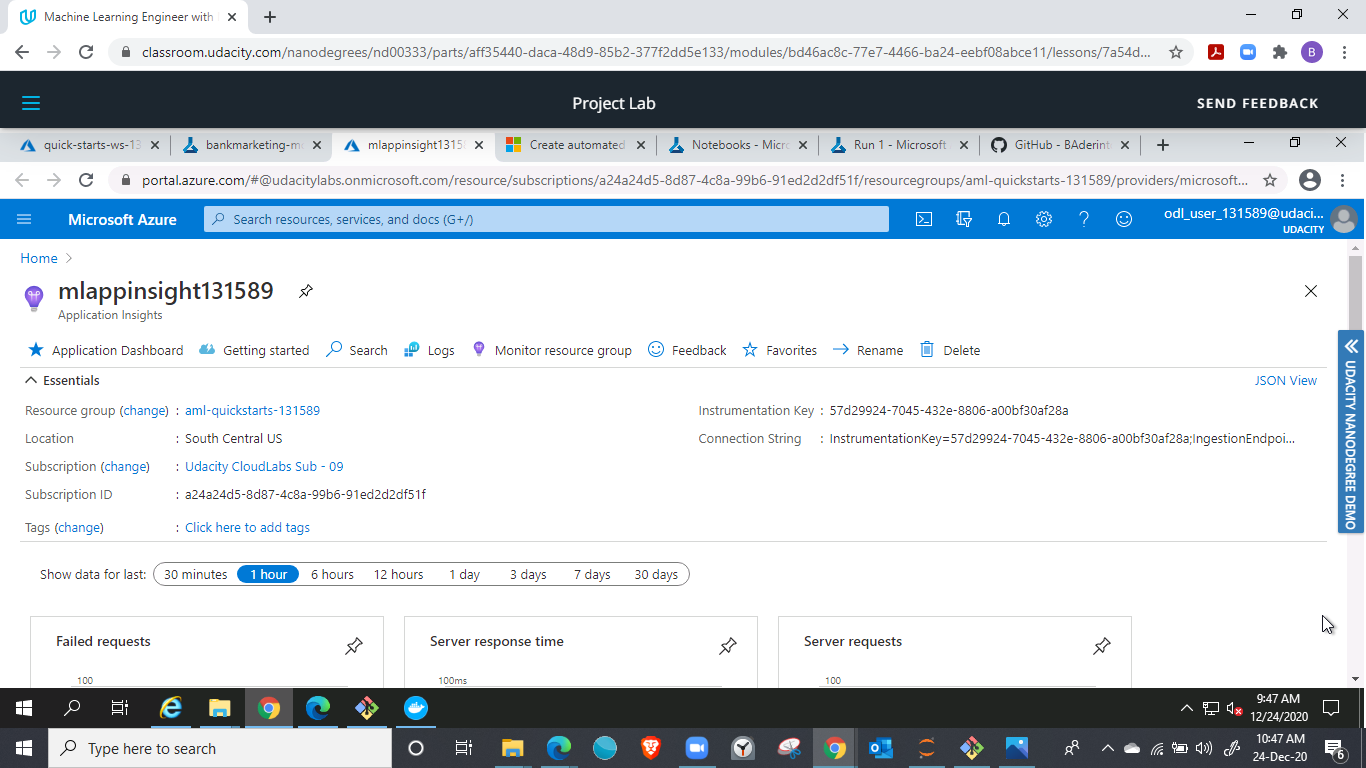 Machine Learning Engineer with
classroom.udacity.com/nanodegrees/nd00333/parts/aff35440-daca-48d9-85b2-377f2dd5e133/modules/bd46ac8c-77e7-4466-ba24-eebf08abce11/lessons/7a54d...
B
Project Lab
SEND FEEDBACK
quick-starts-ws-13 bankmarketing-mo mlappinsight1315 Create automated Notebooks - Micro Run 1 - Microsoft GitHub - BAderint
portal.azure.com/#@udacitylabs.onmicrosoft.com/resource/subscriptions/a24a24d5-8d87-4c8a-99b6-91ed2d2df51f/resourcegroups/aml-quickstarts-131589/providers/microsoft...
Microsoft Azure
Search resources, services, and docs (G+/)
odl_user_131589@udaci...
UDACITY
Home
mlappinsight131589
Application Insights
Application Dashboard Getting started Search Logs Monitor resource group Feedback Favorites Rename Delete
Essentials
JSON View
Resource group (change) : aml-quickstarts-131589
Instrumentation Key : 57d29924-7045-432e-8806-a00bf30af28a
Location : South Central US
Connection String : InstrumentationKey=57d29924-7045-432e-8806-a00bf30af28a;IngestionEndpoi...
Subscription (change) : Udacity CloudLabs Sub - 09
Subscription ID : a24a24d5-8d87-4c8a-99b6-91ed2d2df51f
Tags (change) : Click here to add tags
UDACITY NANODEGREE DEMO
Show data for last: 30 minutes 1 hour 6 hours 12 hours 1 day 3 days 7 days 30 days
Failed requests
Server response time
Server requests
100
100ms
100
9:47 AM
12/24/2020
Type here to search
10:47 AM
24-Dec-20
6